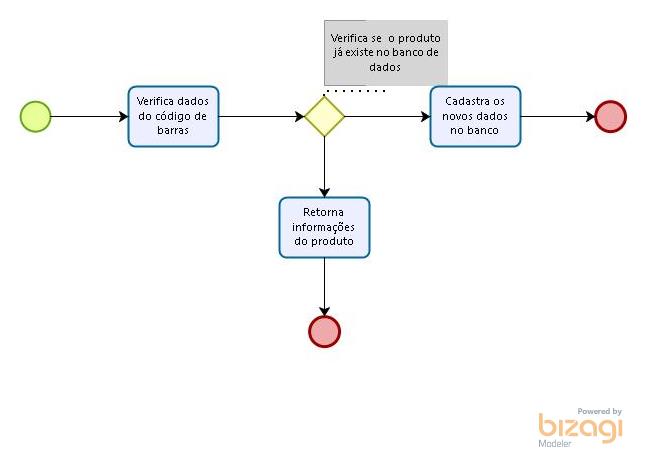 Verifica se o produto
já existe no banco de
dados
Verifica dados
do código de
barras
Cadastra os
novos dados
no banco
Retorna
informações
do produto
Powered by
bizagi
Modeler